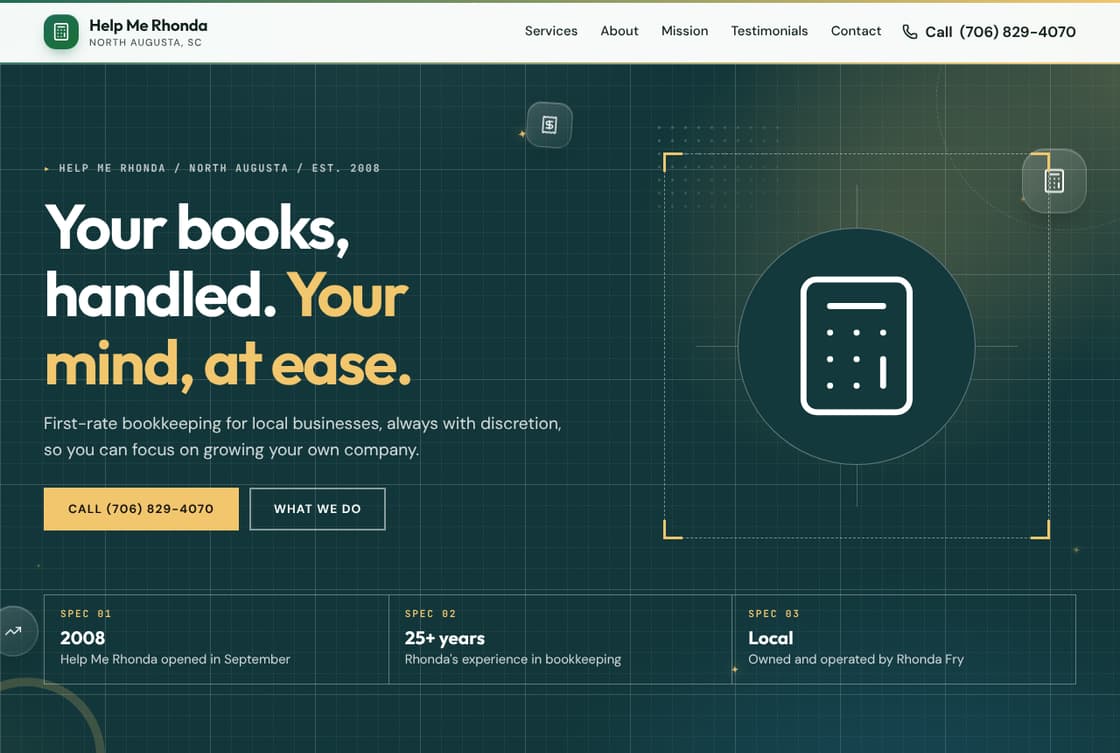 Help Me Rhonda
NORTH AUGUSTA, SC
Services
About
Mission
Testimonials
Contact
Call (706) 829-4070
HELP ME RHONDA / NORTH AUGUSTA / EST. 2008
Your books,
handled. Your
mind, at ease.
First-rate bookkeeping for local businesses, always with discretion,
so you can focus on growing your own company.
CALL (706) 829-4070
WHAT WE DO
SPEC 01
2008
Help Me Rhonda opened in September
SPEC 02
25+ years
Rhonda's experience in bookkeeping
SPEC 03
Local
Owned and operated by Rhonda Fry